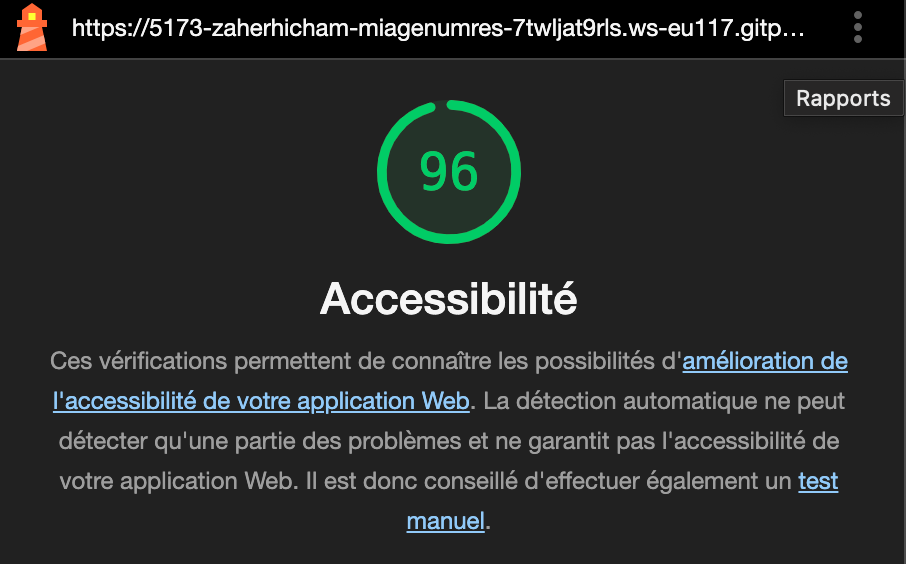 https://5173-zaherhicham-miagenumres-7twljat9rls.ws-eu117.gitp...
Rapports
96
Accessibilité
Ces vérifications permettent de connaître les possibilités d'amélioration de
l'accessibilité de votre application Web. La détection automatique ne peut
détecter qu'une partie des problèmes et ne garantit pas l'accessibilité de
votre application Web. Il est donc conseillé d'effectuer également un test
manuel.